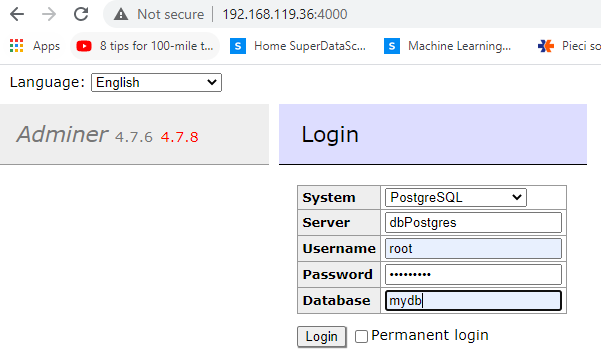 Not secure | 192.168.119.36:4000
Apps 8 tips for 100-mile t... S Home SuperDataSc... S Machine Learning... Pieci so
Language: English
Adminer 4.7.6 4.7.8
Login
System PostgreSQL
Server dbPostgres
Username root
Password •••••••••
Database mydb
Login Permanent login